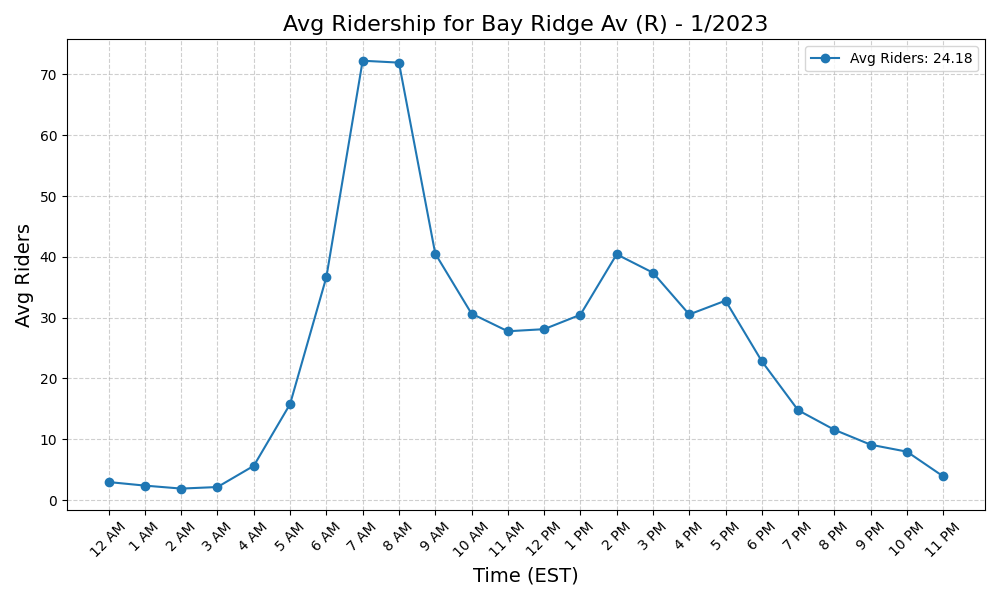 Avg Ridership for Bay Ridge Av (R) - 1/2023
Avg Riders: 24.18
Avg Riders
70
60
50
40
30
20
10
0
12 AM
1 AM
2 AM
3 AM
4 AM
5 AM
6 AM
7 AM
8 AM
9 AM
10 AM
11 AM
12 PM
1 PM
2 PM
3 PM
4 PM
5 PM
6 PM
7 PM
8 PM
9 PM
10 PM
11 PM
Time (EST)